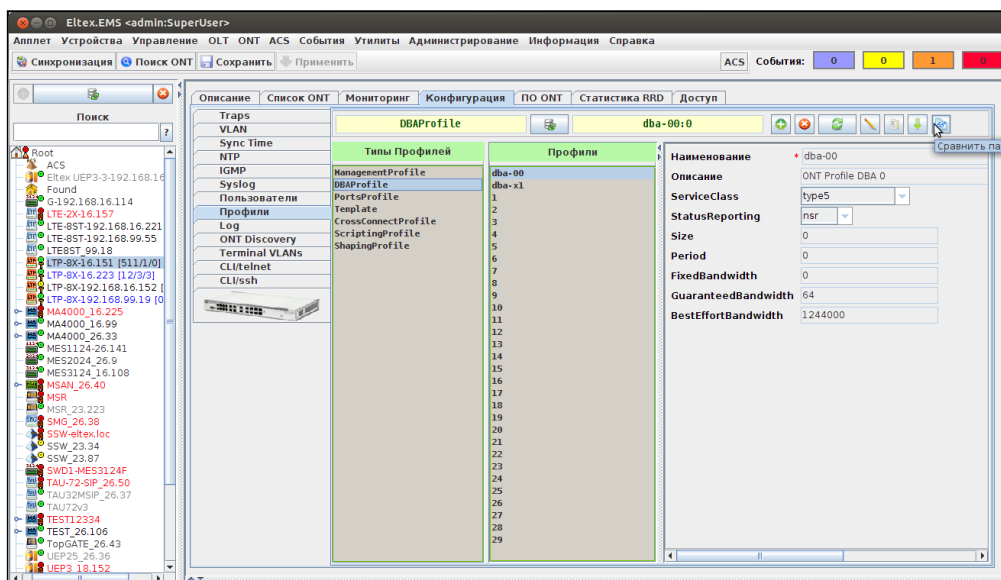 Eltex.EMS <admin:SuperUser>
Апплет Устройства Управление OLT ONT ACS События Утилиты Администрирование Информация Справка
Синхронизация Поиск ONT Сохранить Применить ACS События: 0 0 1 0
Поиск
?
Root
ACS
Eltex UEP3-3-192.168.16
Found
G-192.168.16.114
LTE-2X-16.157
LTE-8ST-192.168.16.221
LTE-8ST-192.168.99.55
LTE8ST_99.18
LTP-8X-16.151 [511/1/0]
LTP-8X-16.223 [12/3/3]
LTP-8X-192.168.16.152 [
LTP-8X-192.168.99.19 [0
MA4000_16.225
MA4000_16.99
MA4000_26.33
MES1124-26.141
MES2024_26.9
MES3124_16.108
MSAN_26.40
MSR
MSR_23.223
SMG_26.38
SSW-eltex.loc
SSW_23.34
SSW_23.87
SWD1-MES3124F
TAU-72-SIP_26.50
TAU32MSIP_26.37
TAU72v3
TEST12334
TEST_26.106
TopGATE_26.43
UEP25_26.36
UEP3_18.152
Описание Список ONT Мониторинг Конфигурация ПО ONT Статистика RRD Доступ
Traps
VLAN
Sync Time
NTP
IGMP
Syslog
Пользователи
Профили
Log
ONT Discovery
Terminal VLANs
CLI/telnet
CLI/ssh
DBAProfile dba-00:0
Сравнить па
Типы Профилей
ManagementProfile
DBAProfile
PortsProfile
Template
CrossConnectProfile
ScriptingProfile
ShapingProfile
Профили
dba-00
dba-x1
1
2
3
4
5
6
7
8
9
10
11
12
13
14
15
16
17
18
19
20
21
22
23
24
25
26
27
28
29
Наименование * dba-00
Описание ONT Profile DBA 0
ServiceClass type5
StatusReporting nsr
Size 0
Period 0
FixedBandwidth 0
GuaranteedBandwidth 64
BestEffortBandwidth 1244000